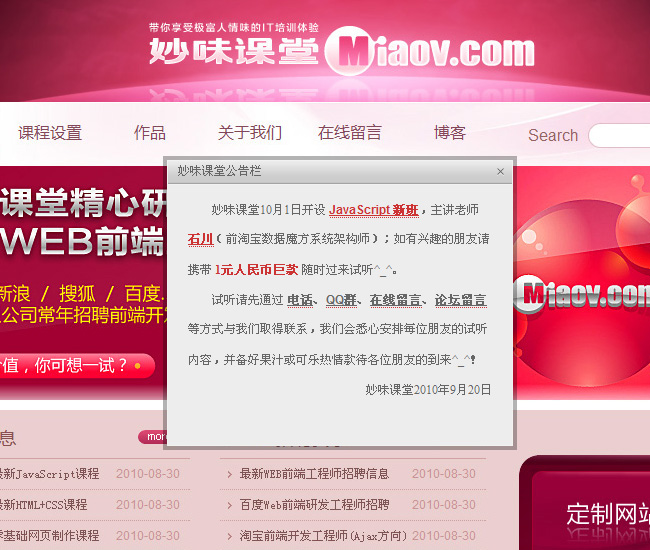 带你享受极富人情味的IT培训体验
妙味课堂 Miaov.com
课程设置 作品 关于我们 在线留言 博客 Search
妙味课堂公告栏 ×
妙味课堂10月1日开设 JavaScript 新班，主讲老师
石川（前淘宝数据魔方系统架构师）；如有兴趣的朋友请
携带 1元人民币巨款 随时过来试听^_^。
试听请先通过 电话、QQ群、在线留言、论坛留言
等方式与我们取得联系，我们会悉心安排每位朋友的试听
内容，并备好果汁或可乐热情款待各位朋友的到来^_^!
妙味课堂2010年9月20日
课堂精心研
WEB前端
新浪 / 搜狐 / 百度.
公司常年招聘前端开
值，你可想一试？
Miaov.com
息 more
最新JavaScript课程 2010-08-30
最新HTML+CSS课程 2010-08-30
零基础网页制作课程 2010-08-30
最新WEB前端工程师招聘信息 2010-08-30
百度Web前端研发工程师招聘 2010-08-30
淘宝前端开发工程师(Ajax方向) 2010-08-30
定制网站